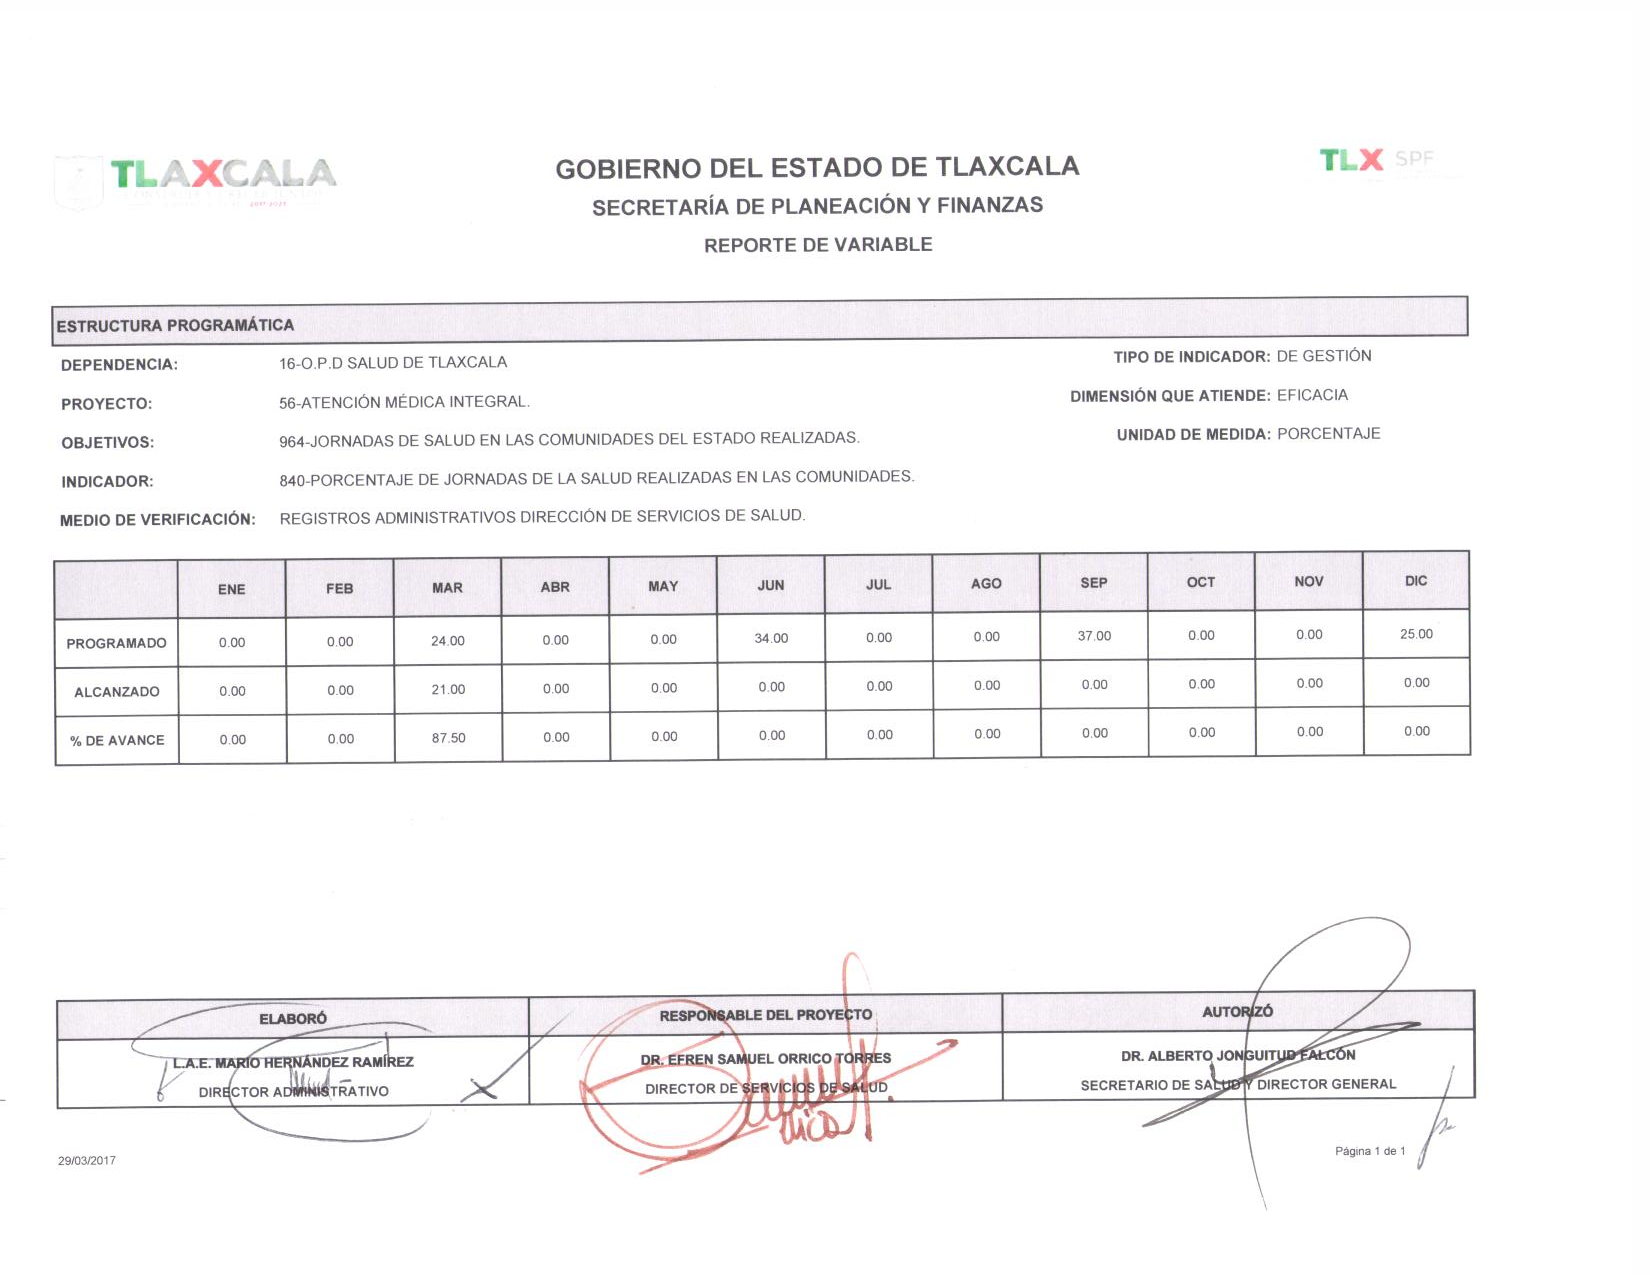 TLAXCALA
2017-2021
GOBIERNO DEL ESTADO DE TLAXCALA
SECRETARÍA DE PLANEACIÓN Y FINANZAS
REPORTE DE VARIABLE
TLX SPF
ESTRUCTURA PROGRAMÁTICA
DEPENDENCIA: 16-O.P.D SALUD DE TLAXCALA TIPO DE INDICADOR: DE GESTIÓN
PROYECTO: 56-ATENCIÓN MÉDICA INTEGRAL. DIMENSIÓN QUE ATIENDE: EFICACIA
OBJETIVOS: 964-JORNADAS DE SALUD EN LAS COMUNIDADES DEL ESTADO REALIZADAS. UNIDAD DE MEDIDA: PORCENTAJE
INDICADOR: 840-PORCENTAJE DE JORNADAS DE LA SALUD REALIZADAS EN LAS COMUNIDADES.
MEDIO DE VERIFICACIÓN: REGISTROS ADMINISTRATIVOS DIRECCIÓN DE SERVICIOS DE SALUD.
ENE FEB MAR ABR MAY JUN JUL AGO SEP OCT NOV DIC
PROGRAMADO 0.00 0.00 24.00 0.00 0.00 34.00 0.00 0.00 37.00 0.00 0.00 25.00
ALCANZADO 0.00 0.00 21.00 0.00 0.00 0.00 0.00 0.00 0.00 0.00 0.00 0.00
% DE AVANCE 0.00 0.00 87.50 0.00 0.00 0.00 0.00 0.00 0.00 0.00 0.00 0.00
ELABORÓ RESPONSABLE DEL PROYECTO AUTORIZÓ
L.A.E. MARIO HERNÁNDEZ RAMÍREZ DR. EFREN SAMUEL ORRICO TORRES DR. ALBERTO JONGUITUD FALCÓN
DIRECTOR ADMINISTRATIVO DIRECTOR DE SERVICIOS DE SALUD SECRETARIO DE SALUD Y DIRECTOR GENERAL
29/03/2017 Página 1 de 1